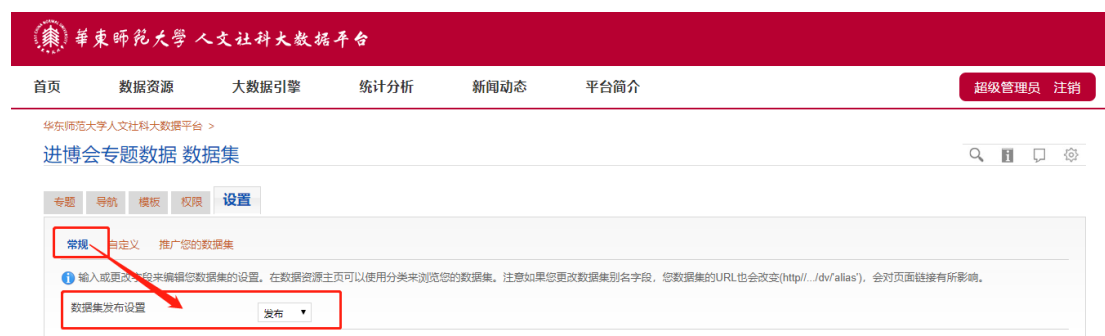 華東師範大學 人文社科大数据平台
首页 数据资源 大数据引擎 统计分析 新闻动态 平台简介 超级管理员 注销
华东师范大学人文社科大数据平台 >
进博会专题数据 数据集
专题 导航 模板 权限 设置
常规 自定义 推广您的数据集
输入或更改字段来编辑您数据集的设置。在数据资源主页可以使用分类来浏览您的数据集。注意如果您更改数据集别名字段，您数据集的URL也会改变(http//.../dv/'alias')，会对页面链接有所影响。
数据集发布设置 发布